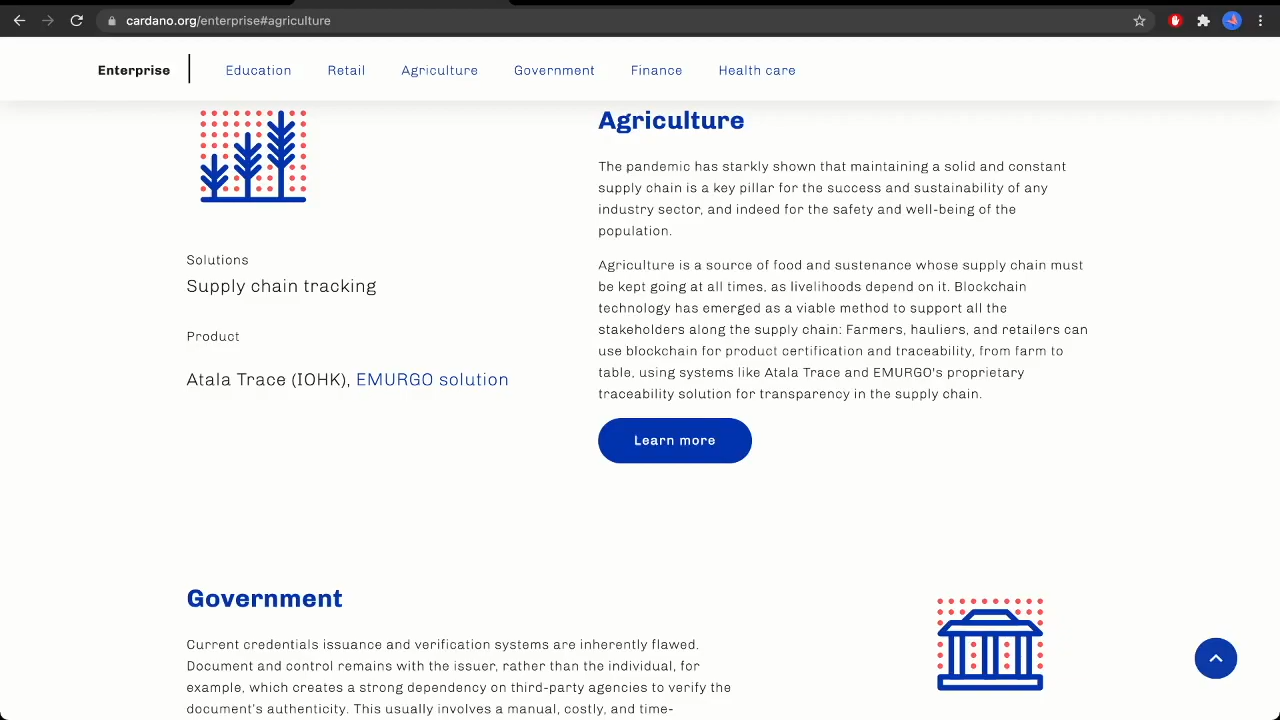 cardano.org/enterprise#agriculture
Enterprise Education Retail Agriculture Government Finance Health care
Solutions
Supply chain tracking
Product
Atala Trace (IOHK), EMURGO solution
Agriculture
The pandemic has starkly shown that maintaining a solid and constant
supply chain is a key pillar for the success and sustainability of any
industry sector, and indeed for the safety and well-being of the
population.
Agriculture is a source of food and sustenance whose supply chain must
be kept going at all times, as livelihoods depend on it. Blockchain
technology has emerged as a viable method to support all the
stakeholders along the supply chain: Farmers, hauliers, and retailers can
use blockchain for product certification and traceability, from farm to
table, using systems like Atala Trace and EMURGO's proprietary
traceability solution for transparency in the supply chain.
Learn more
Government
Current credentials issuance and verification systems are inherently flawed.
Document and control remains with the issuer, rather than the individual, for
example, which creates a strong dependency on third-party agencies to verify the
document's authenticity. This usually involves a manual, costly, and time-